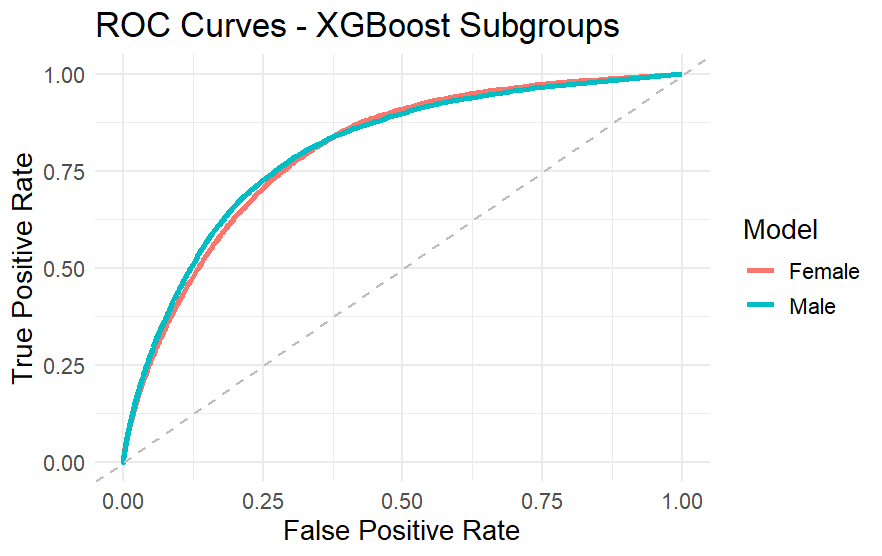 ROC Curves - XGBoost Subgroups
True Positive Rate
1.00
0.75
0.50
0.25
0.00
0.00 0.25 0.50 0.75 1.00
False Positive Rate
Model
Female
Male